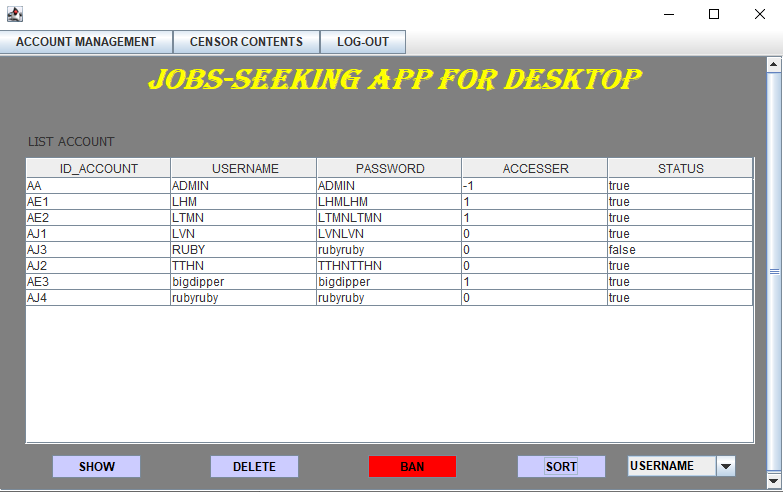 ACCOUNT MANAGEMENT CENSOR CONTENTS LOG-OUT
JOBS-SEEKING APP FOR DESKTOP
LIST ACCOUNT
ID_ACCOUNT USERNAME PASSWORD ACCESSER STATUS
AA ADMIN ADMIN -1 true
AE1 LHM LHMLHM 1 true
AE2 LTMN LTMNLTMN 1 true
AJ1 LVN LVNLVN 0 true
AJ3 RUBY rubyruby 0 false
AJ2 TTHN TTHNTTHN 0 true
AE3 bigdipper bigdipper 1 true
AJ4 rubyruby rubyruby 0 true
SHOW DELETE BAN SORT USERNAME